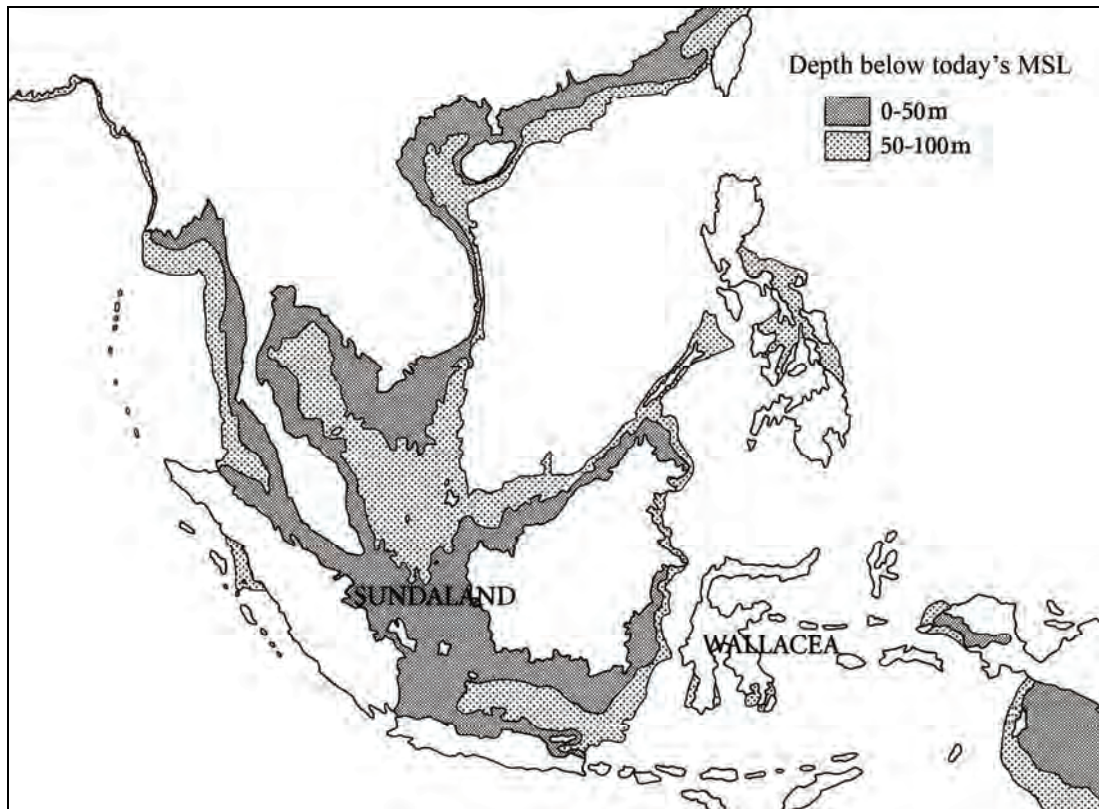 Depth below today's MSL
0-50m
50-100m
SUNDALAND
WALLACEA